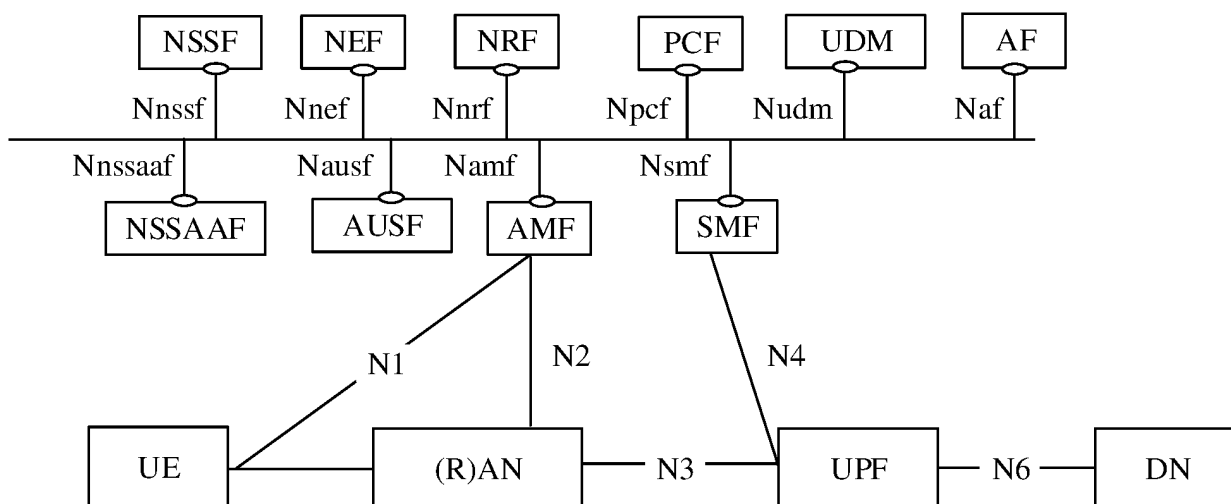 NSSF NEF NRF PCF UDM AF
Nnssf Nnef Nnrf Npcf Nudm Naf
Nnssaaf Nausf Namf Nsmf
NSSAAF AUSF AMF SMF
N1 N2 N4
UE (R)AN N3 UPF N6 DN